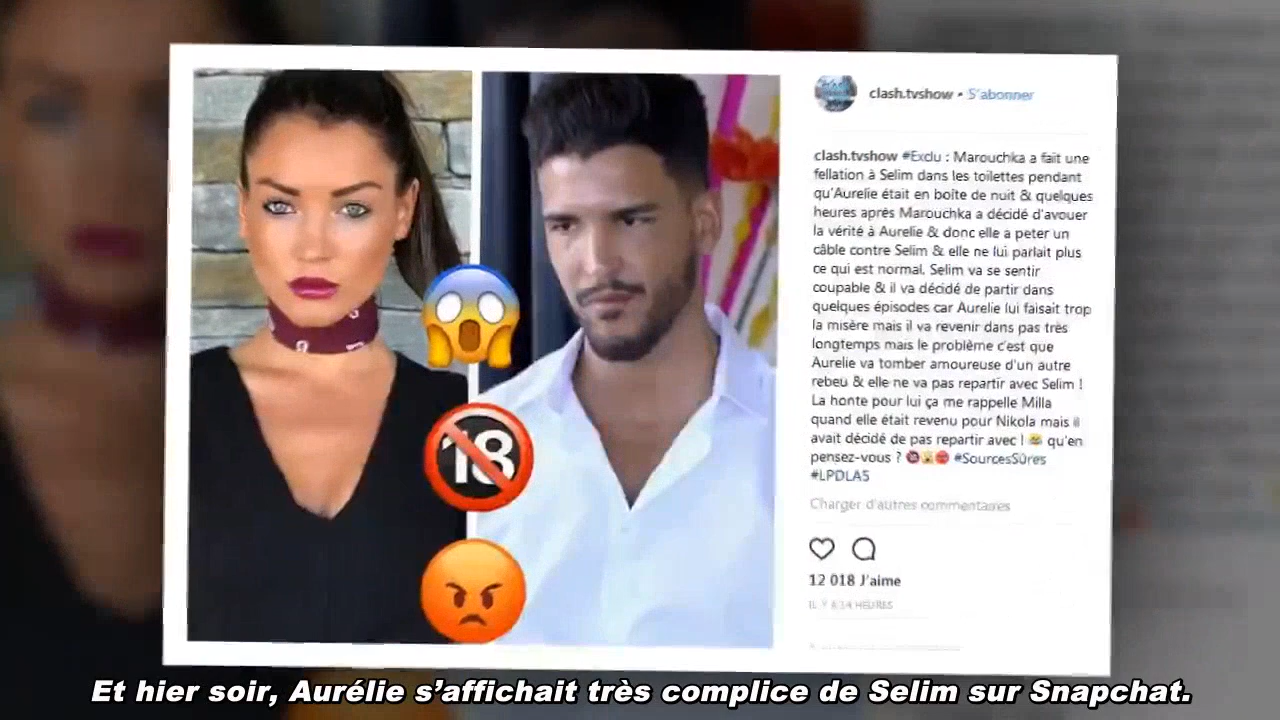 clash.tvshow • S'abonner
clash.tvshow #Exclu : Marouchka a fait une
fellation à Selim dans les toilettes pendant
qu'Aurelie était en boîte de nuit & quelques
heures après Marouchka a décidé d'avouer
la vérité à Aurelie & donc elle a peter un
câble contre Selim & elle ne lui parlait plus
ce qui est normal. Selim va se sentir
coupable & il va décidé de partir dans
quelques épisodes car Aurelie lui faisait trop
la misère mais il va revenir dans pas très
longtemps mais le problème c'est que
Aurelie va tomber amoureuse d'un autre
rebeu & elle ne va pas repartir avec Selim !
La honte pour lui ça me rappelle Milla
quand elle était revenu pour Nikola mais il
avait décidé de pas repartir avec ! 😂 qu'en
pensez-vous ? 🔞😱😡 #SourcesSûres
#LPDLA5
Charger d'autres commentaires
18
12 018 J'aime
IL Y A 14 HEURES
Et hier soir, Aurélie s'affichait très complice de Selim sur Snapchat.